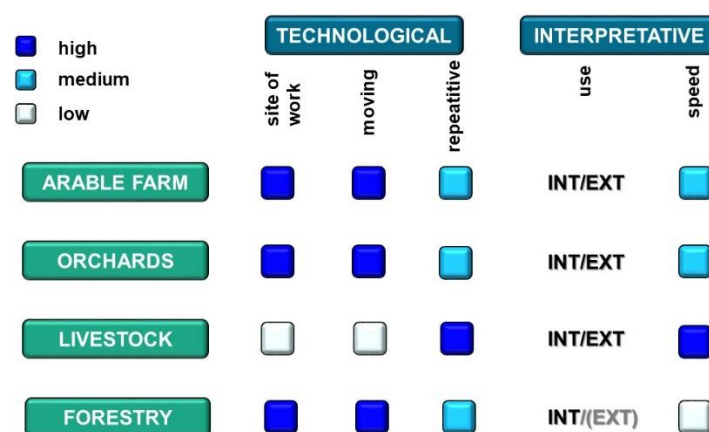 TECHNOLOGICAL INTERPRETATIVE
high
medium
low
site of
work
moving
repeatitive
use
speed
ARABLE FARM INT/EXT
ORCHARDS INT/EXT
LIVESTOCK INT/EXT
FORESTRY INT/(EXT)